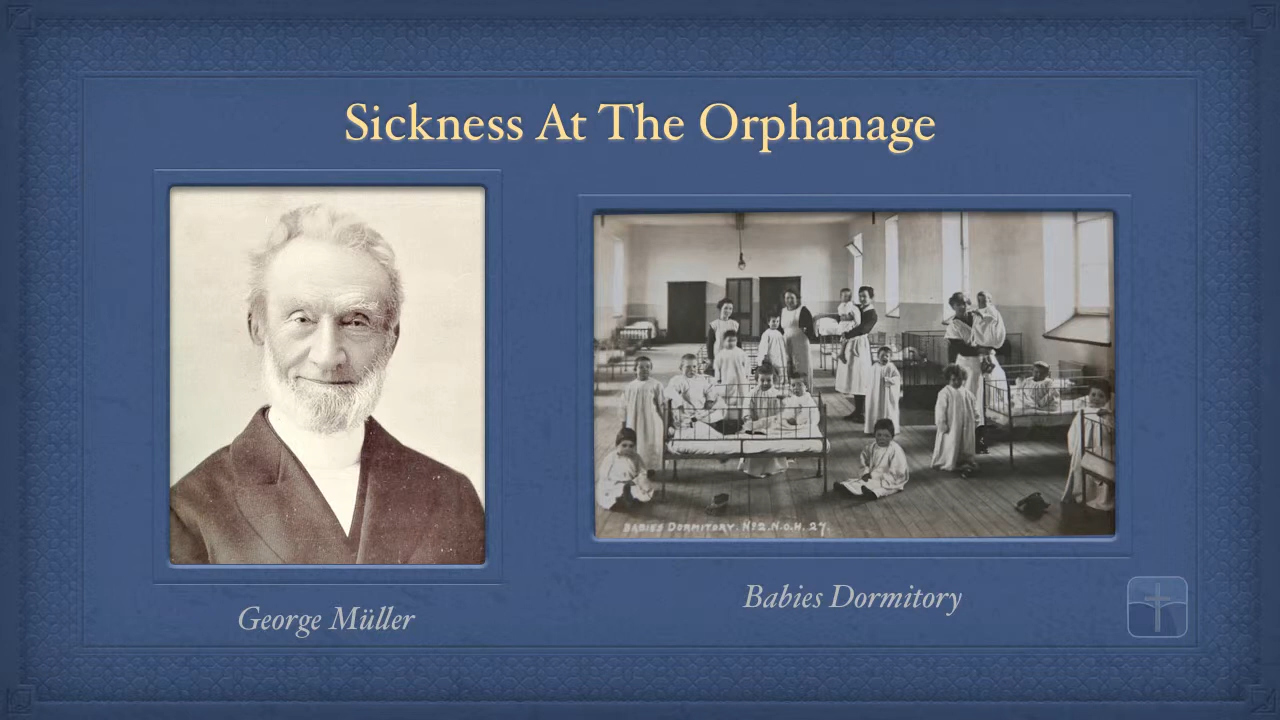 Sickness At The Orphanage
BABIES DORMITORY. Nº2.N.O.H. 27.
George Müller
Babies Dormitory